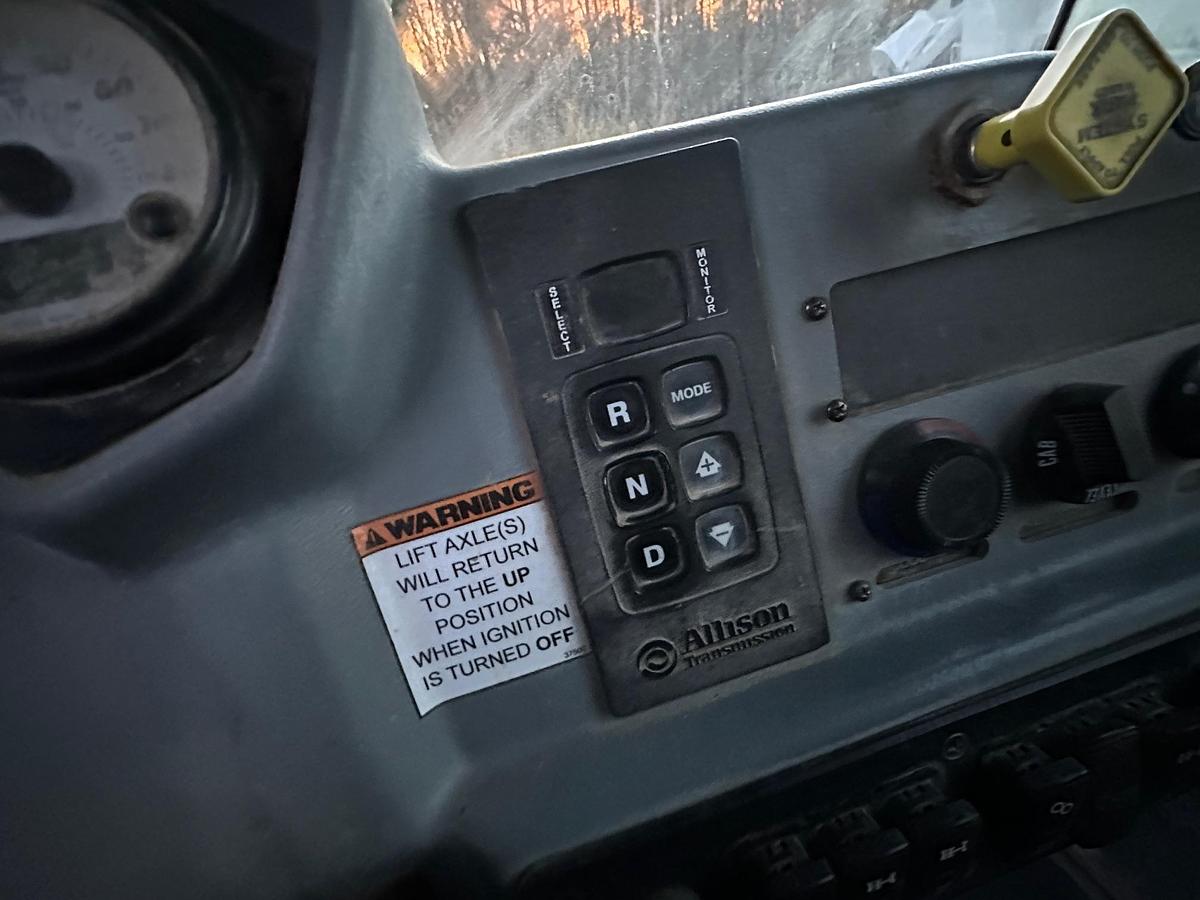 SELECT
MONITOR
R
MODE
N
D
Allison
Transmission
WARNING
LIFT AXLE(S)
WILL RETURN
TO THE UP
POSITION
WHEN IGNITION
IS TURNED OFF
SYSTEM
CAB